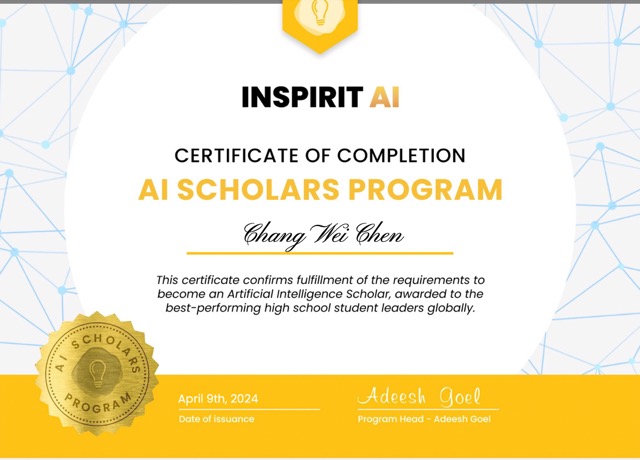 INSPIRIT AI
CERTIFICATE OF COMPLETION
AI SCHOLARS PROGRAM
Chang Wei Chen
This certificate confirms fulfillment of the requirements to
become an Artificial Intelligence Scholar, awarded to the
best-performing high school student leaders globally.
AI SCHOLARS
PROGRAM
April 9th, 2024
Date of issuance
Adeesh Goel
Program Head - Adeesh Goel